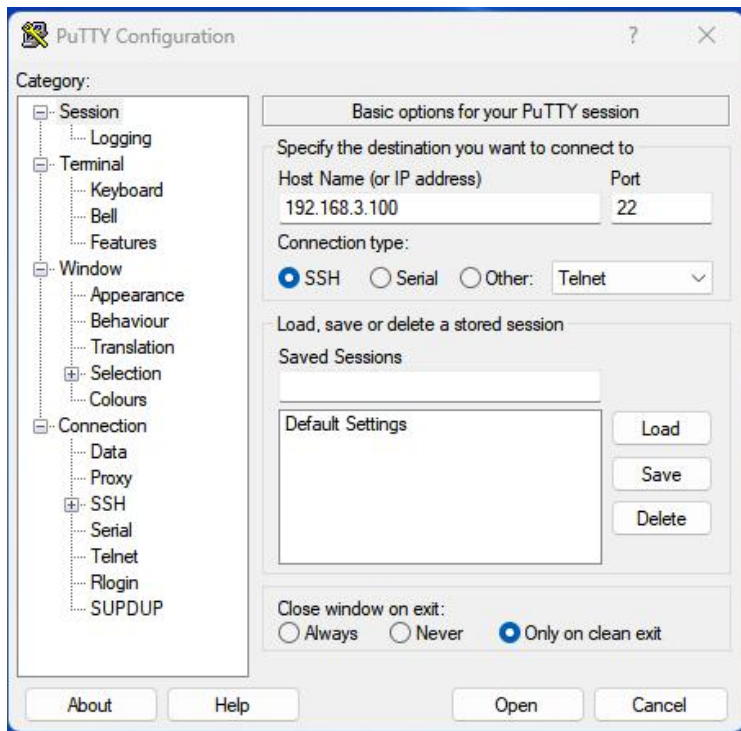 PuTTY Configuration
Category:
Session
Logging
Terminal
Keyboard
Bell
Features
Window
Appearance
Behaviour
Translation
Selection
Colours
Connection
Data
Proxy
SSH
Serial
Telnet
Rlogin
SUPDUP
Basic options for your PuTTY session
Specify the destination you want to connect to
Host Name (or IP address) Port
192.168.3.100 22
Connection type:
SSH Serial Other: Telnet
Load, save or delete a stored session
Saved Sessions
Default Settings
Load
Save
Delete
Close window on exit:
Always Never Only on clean exit
About Help Open Cancel